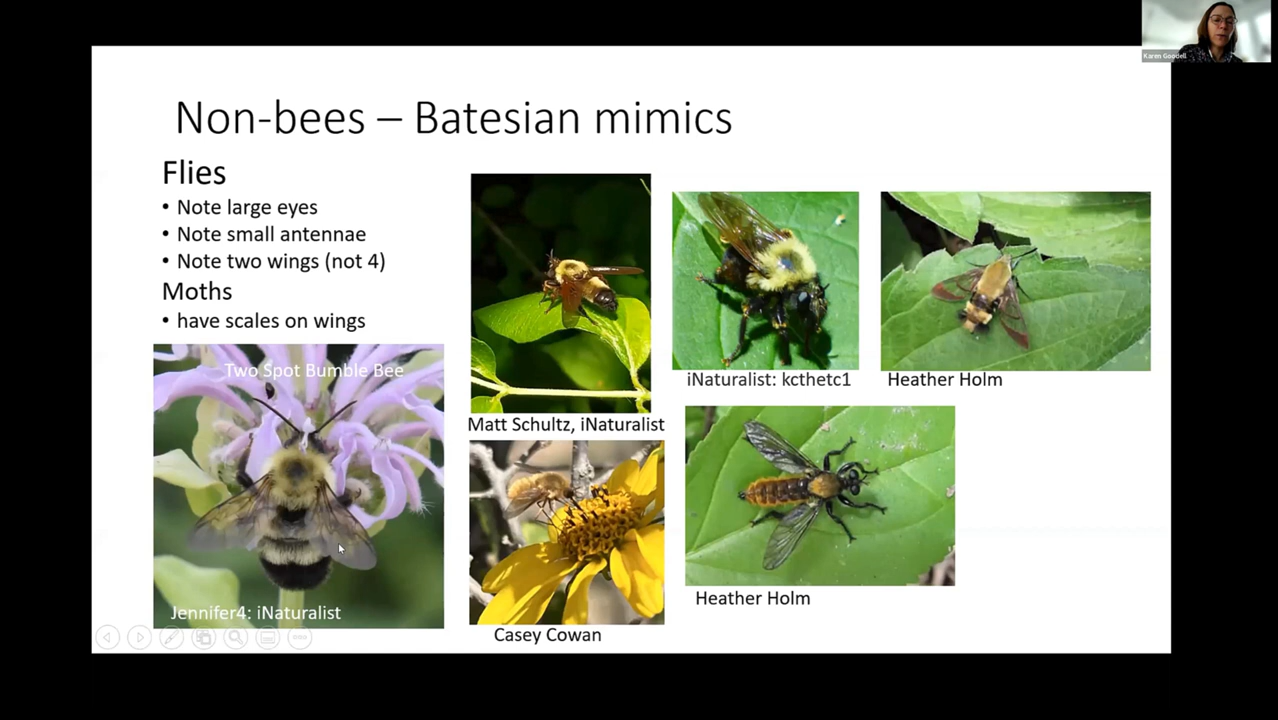 Karen Goodell
Non-bees – Batesian mimics
Flies
• Note large eyes
• Note small antennae
• Note two wings (not 4)
Moths
• have scales on wings
Two Spot Bumble Bee
Jennifer4: iNaturalist
Matt Schultz, iNaturalist
iNaturalist: kcthetc1
Heather Holm
Casey Cowan
Heather Holm